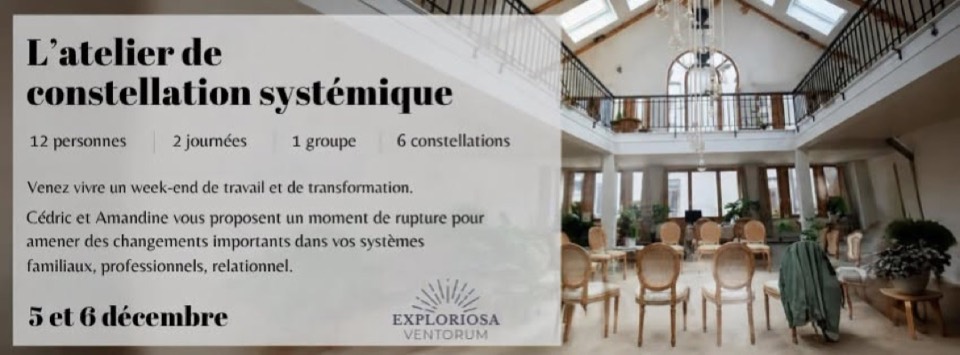 L’atelier de
constellation systémique
12 personnes 2 journées 1 groupe 6 constellations
Venez vivre un week-end de travail et de transformation.
Cédric et Amandine vous proposent un moment de rupture pour
amener des changements importants dans vos systèmes
familiaux, professionnels, relationnel.
5 et 6 décembre
EXPLORIOSA
VENTORUM